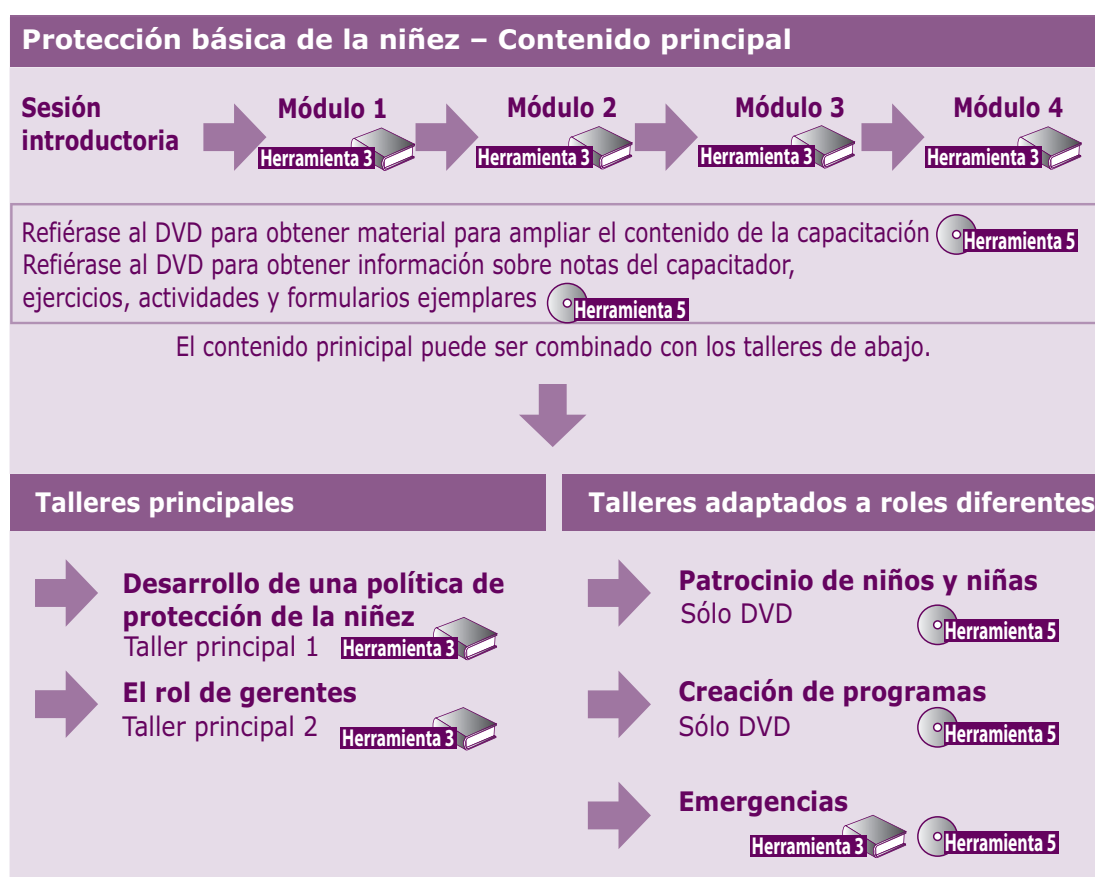 Protección básica de la niñez – Contenido principal
Sesión
introductoria
Módulo 1
Herramienta 3
Módulo 2
Herramienta 3
Módulo 3
Herramienta 3
Módulo 4
Herramienta 3
Refiérase al DVD para obtener material para ampliar el contenido de la capacitación Herramienta 5
Refiérase al DVD para obtener información sobre notas del capacitador,
ejercicios, actividades y formularios ejemplares Herramienta 5
El contenido prinicipal puede ser combinado con los talleres de abajo.
Talleres principales
Desarrollo de una política de
protección de la niñez
Taller principal 1 Herramienta 3
El rol de gerentes
Taller principal 2 Herramienta 3
Talleres adaptados a roles diferentes
Patrocinio de niños y niñas
Sólo DVD Herramienta 5
Creación de programas
Sólo DVD Herramienta 5
Emergencias
Herramienta 3 Herramienta 5